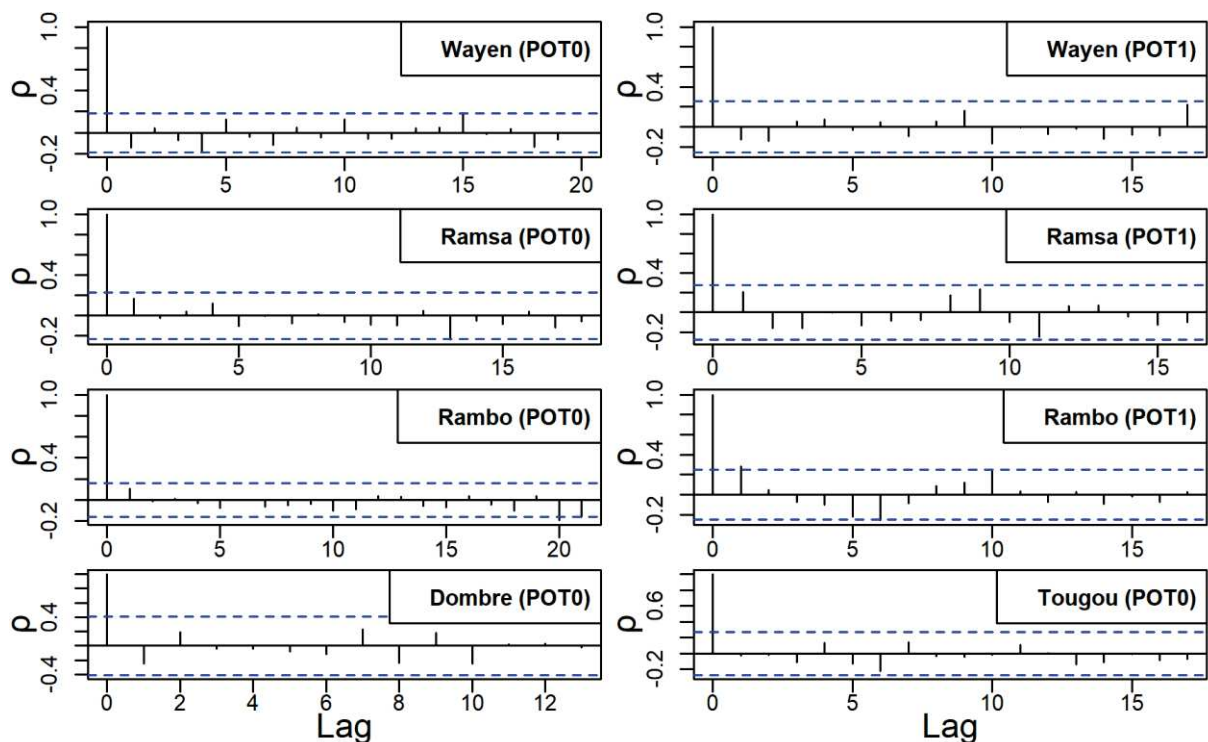 ρ
1.0
0.4
-0.2
Wayen (POT0)
0 5 10 15 20
ρ
1.0
0.4
-0.2
Wayen (POT1)
0 5 10 15
ρ
1.0
0.4
-0.2
Ramsa (POT0)
0 5 10 15
ρ
1.0
0.4
-0.2
Ramsa (POT1)
0 5 10 15
ρ
1.0
0.4
-0.2
Rambo (POT0)
0 5 10 15 20
ρ
1.0
0.4
-0.2
Rambo (POT1)
0 5 10 15
ρ
0.4
-0.4
Dombre (POT0)
0 2 4 6 8 10 12
Lag
ρ
0.6
-0.2
Tougou (POT0)
0 5 10 15
Lag